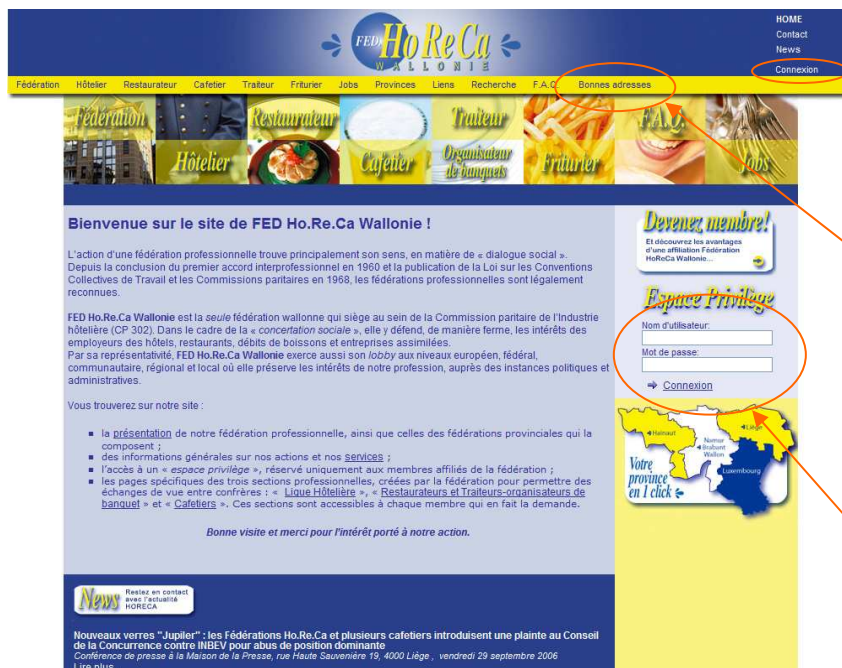 FED. Ho Re Ca
WALLONIE
HOME
Contact
News
Connexion
Fédération Hôtelier Restaurateur Cafetier Traiteur Friturier Jobs Provinces Liens Recherche F.A.Q. Bonnes adresses
Fédération Restaurateur Traiteur F.A.Q.
Hôtelier Cafetier Organisateur de banquets Friturier Jobs
Bienvenue sur le site de FED Ho.Re.Ca Wallonie !
L'action d'une fédération professionnelle trouve principalement son sens, en matière de « dialogue social ».
Depuis la conclusion du premier accord interprofessionnel en 1960 et la publication de la Loi sur les Conventions
Collectives de Travail et les Commissions paritaires en 1968, les fédérations professionnelles sont légalement
reconnues.
FED Ho.Re.Ca Wallonie est la seule fédération wallonne qui siège au sein de la Commission paritaire de l'Industrie
hôtelière (CP 302). Dans le cadre de la « concertation sociale », elle y défend, de manière ferme, les intérêts des
employeurs des hôtels, restaurants, débits de boissons et entreprises assimilées.
Par sa représentativité, FED Ho.Re.Ca Wallonie exerce aussi son lobby aux niveaux européen, fédéral,
communautaire, régional et local où elle préserve les intérêts de notre profession, auprès des instances politiques et
administratives.
Vous trouverez sur notre site :
■ la présentation de notre fédération professionnelle, ainsi que celles des fédérations provinciales qui la
composent ;
■ des informations générales sur nos actions et nos services ;
■ l'accès à un « espace privilège », réservé uniquement aux membres affiliés de la fédération ;
■ les pages spécifiques des trois sections professionnelles, créées par la fédération pour permettre des
échanges de vue entre confrères : « Ligue Hôtelière », « Restaurateurs et Traiteurs-organisateurs de
banquet » et « Cafetiers ». Ces sections sont accessibles à chaque membre qui en fait la demande.
Bonne visite et merci pour l'intérêt porté à notre action.
Devenez membre!
Et découvrez les avantages
d'une affiliation Fédération
HoReCa Wallonie...
Espace Privilège
Nom d'utilisateur:
Mot de passe:
Connexion
Hainaut
Liège
Namur
Brabant
Wallon
Luxembourg
Votre
province
en 1 click
News
Restez en contact
avec l'actualité
HORECA
Nouveaux verres "Jupiler" : les Fédérations Ho.Re.Ca et plusieurs cafetiers introduisent une plainte au Conseil
de la Concurrence contre INBEV pour abus de position dominante
Conférence de presse à la Maison de la Presse, rue Haute Sauvenière 19, 4000 Liège , vendredi 29 septembre 2006
Lire plus